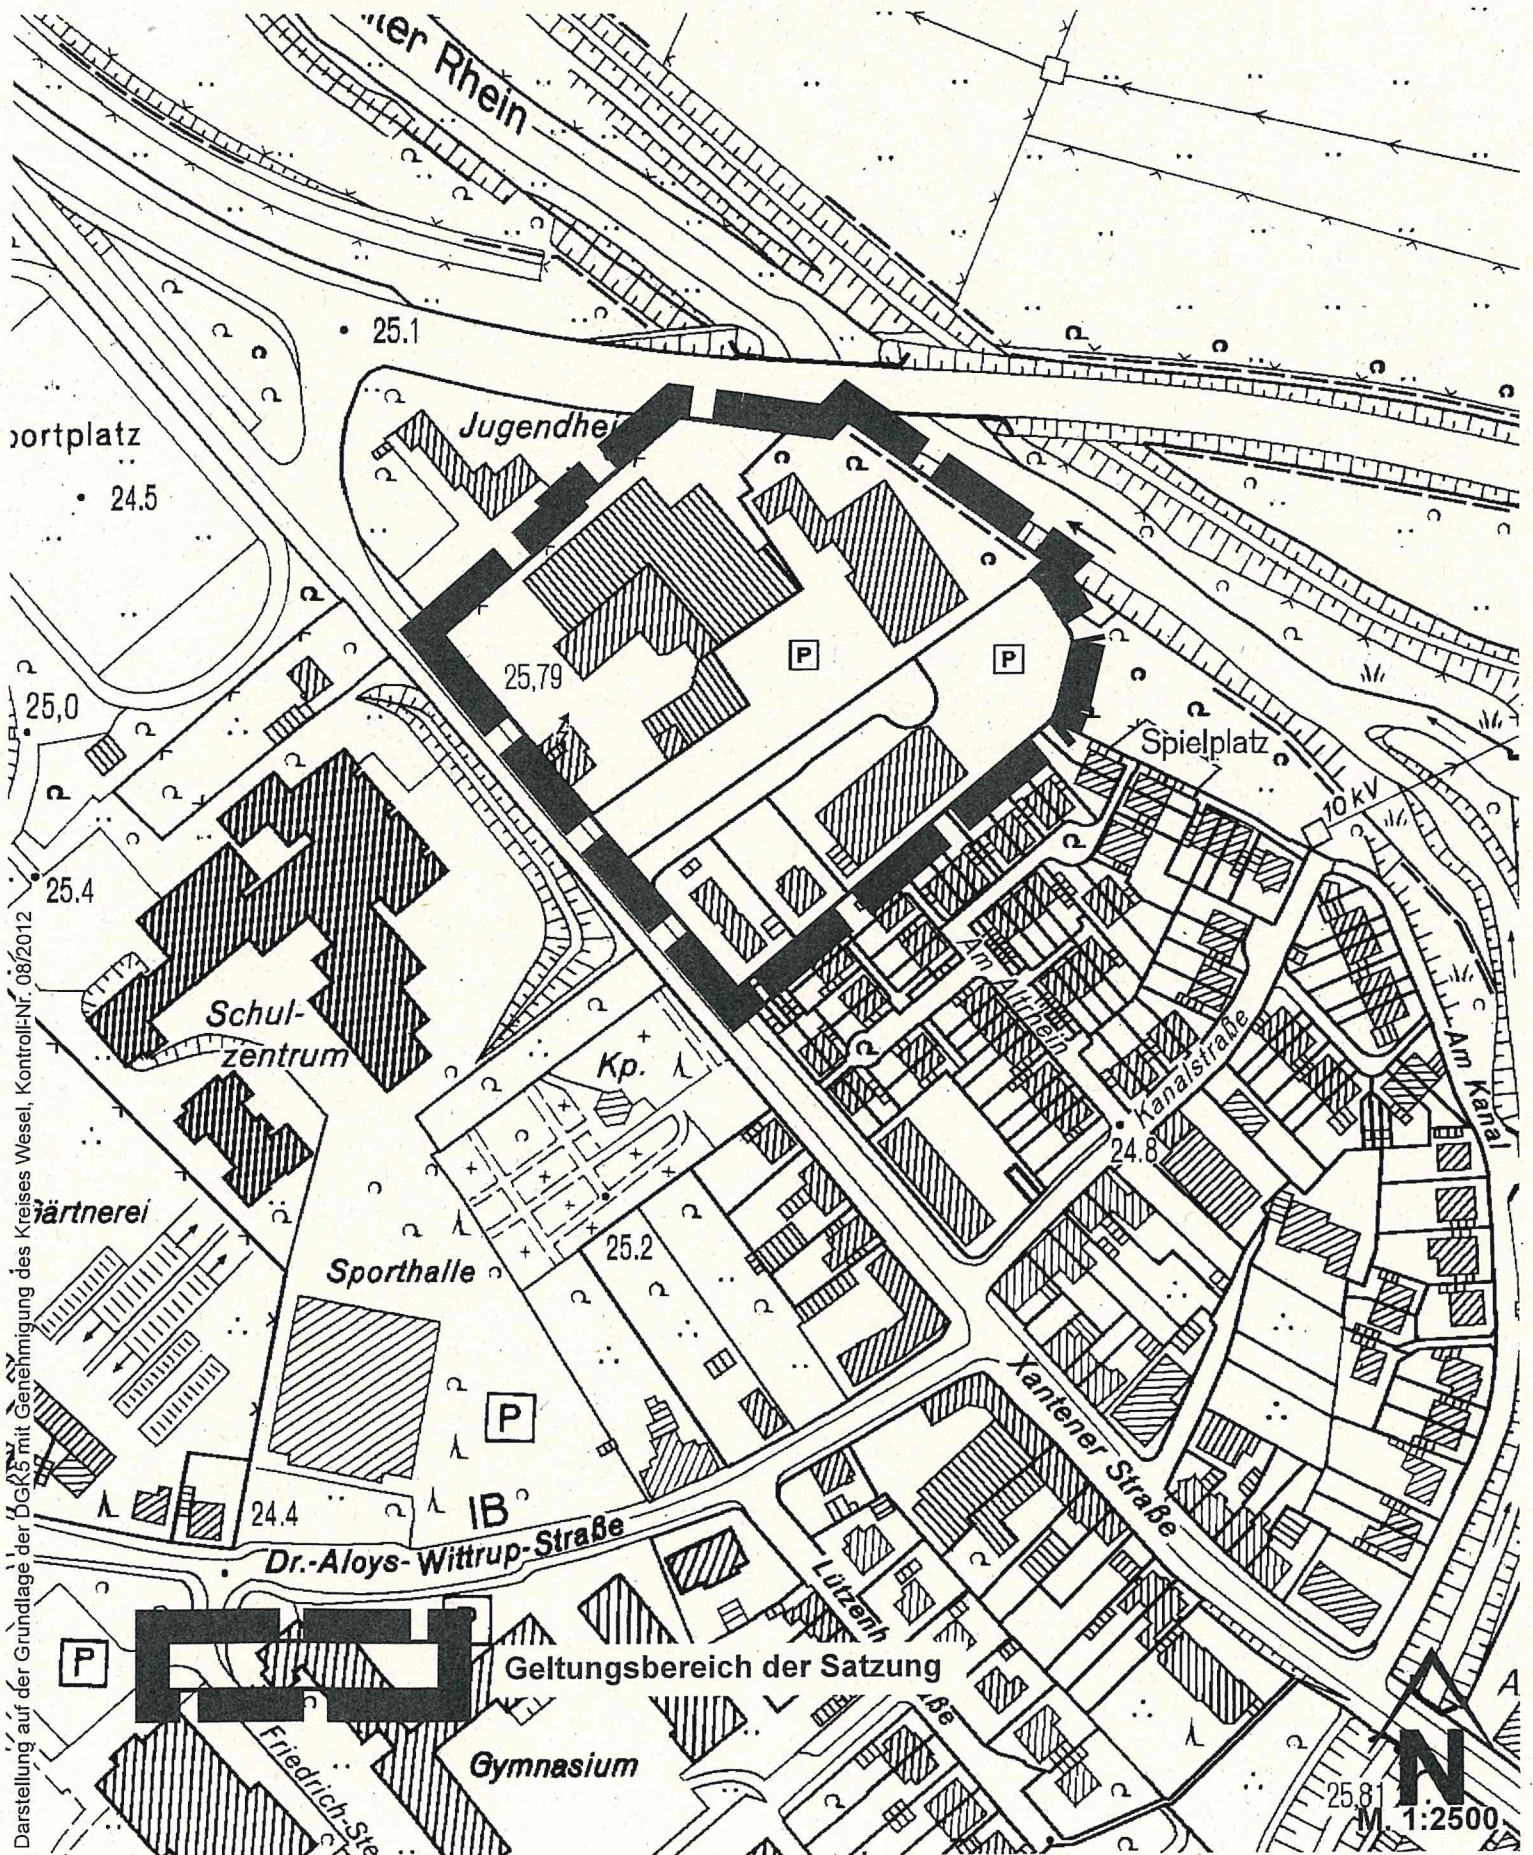 Alter Rhein
25.1
Jugendhei
portplatz
24.5
P
P
25,79
25,0
Spielplatz
10 kV
25.4
Am Altrhein
Schul-
zentrum
Kp.
Kanalstraße
Am Kanal
24.8
Gärtnerei
25.2
Sporthalle
P
Xantener Straße
IB
24.4
Dr.-Aloys-Wittrup-Straße
Lützenh
aße
P
Geltungsbereich der Satzung
Friedrich-Ste
Gymnasium
A
25,81
N
M. 1:2500
Darstellung auf der Grundlage der DGK5 mit Genehmigung des Kreises Wesel, Kontroll-Nr. 08/2012